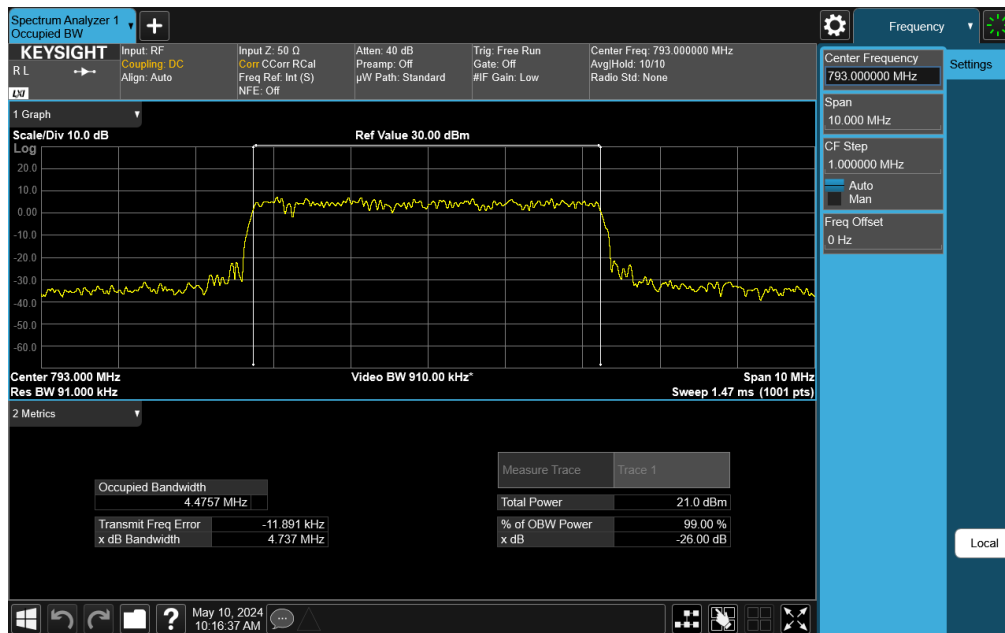 Spectrum Analyzer 1
Occupied BW
Frequency
KEYSIGHT
R L
LXI
Input: RF
Coupling: DC
Align: Auto
Input Z: 50 Ω
Corr CCorr RCal
Freq Ref: Int (S)
NFE: Off
Atten: 40 dB
Preamp: Off
µW Path: Standard
Trig: Free Run
Gate: Off
#IF Gain: Low
Center Freq: 793.000000 MHz
Avg|Hold: 10/10
Radio Std: None
Center Frequency
793.000000 MHz
Settings
Span
10.000 MHz
CF Step
1.000000 MHz
Auto
Man
Freq Offset
0 Hz
1 Graph
Scale/Div 10.0 dB
Ref Value 30.00 dBm
Log
20.0
10.0
0.00
-10.0
-20.0
-30.0
-40.0
-50.0
-60.0
Center 793.000 MHz
Video BW 910.00 kHz*
Span 10 MHz
Res BW 91.000 kHz
Sweep 1.47 ms (1001 pts)
2 Metrics
Measure Trace
Trace 1
Occupied Bandwidth
4.4757 MHz
Total Power
21.0 dBm
Transmit Freq Error
-11.891 kHz
% of OBW Power
99.00 %
x dB Bandwidth
4.737 MHz
x dB
-26.00 dB
Local
?
May 10, 2024
10:16:37 AM